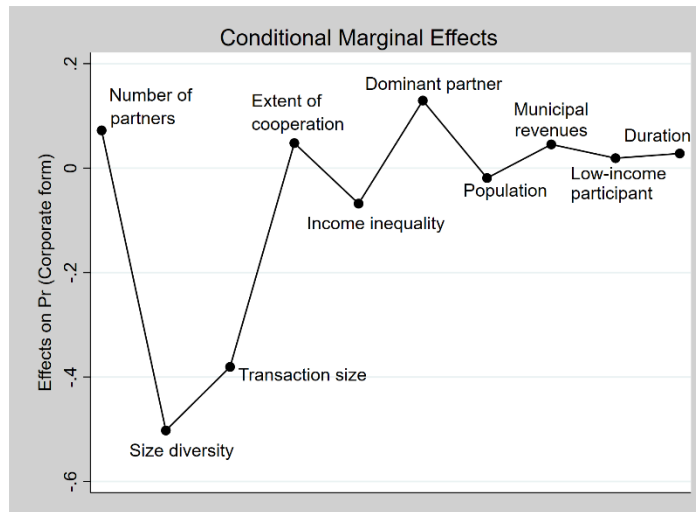 Conditional Marginal Effects
Effects on Pr (Corporate form)
.2
0
-.2
-.4
-.6
Number of
partners
Size diversity
Transaction size
Extent of
cooperation
Income inequality
Dominant partner
Population
Municipal
revenues
Low-income
participant
Duration